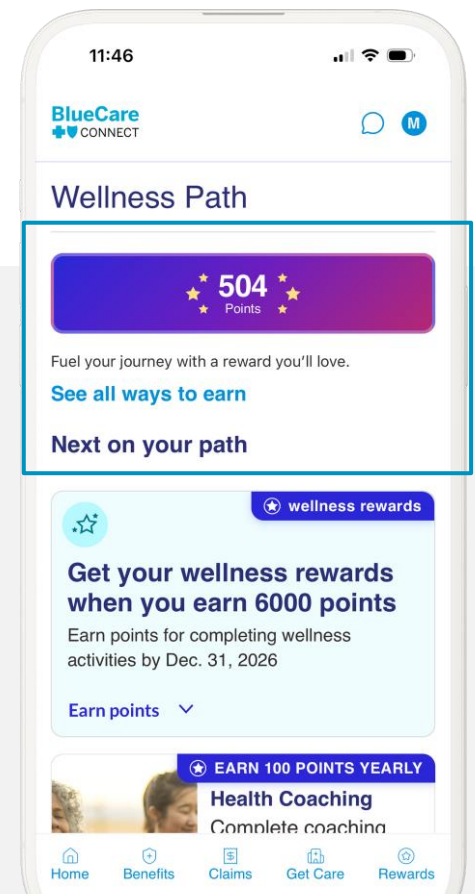 11:46
BlueCare
CONNECT
M
Wellness Path
504
Points
Fuel your journey with a reward you'll love.
See all ways to earn
Next on your path
wellness rewards
Get your wellness rewards
when you earn 6000 points
Earn points for completing wellness
activities by Dec. 31, 2026
Earn points
EARN 100 POINTS YEARLY
Health Coaching
Complete coaching
Home Benefits Claims Get Care Rewards